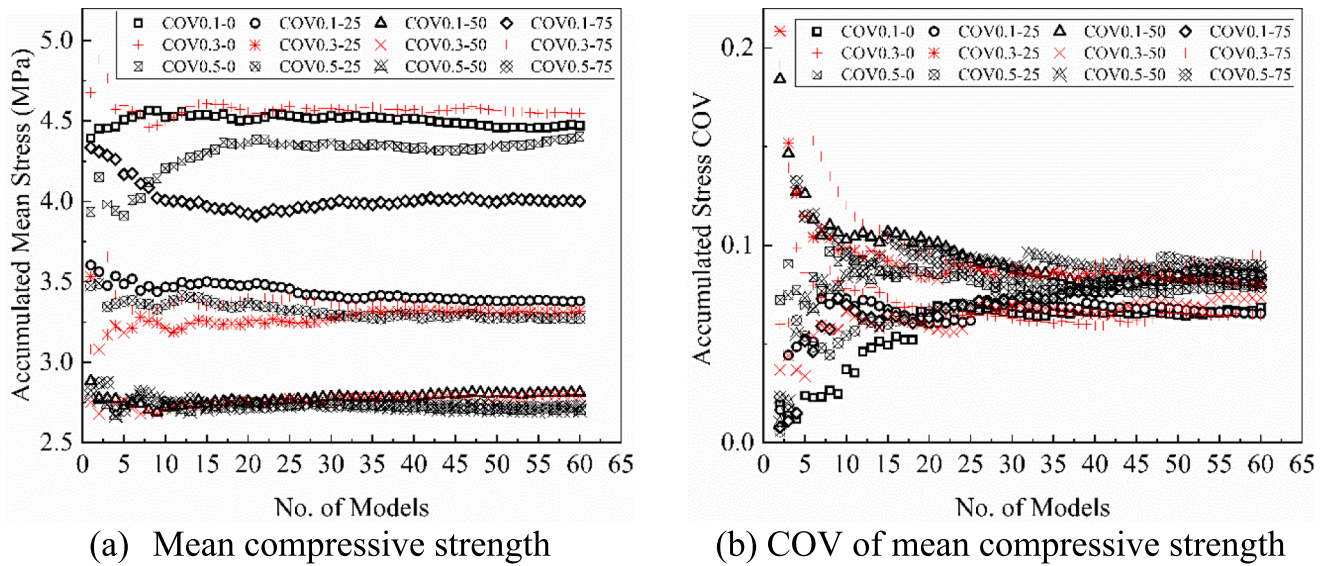 COV0.1-0 COV0.1-25 COV0.1-50 COV0.1-75
COV0.3-0 COV0.3-25 COV0.3-50 COV0.3-75
COV0.5-0 COV0.5-25 COV0.5-50 COV0.5-75
Accumulated Mean Stress (MPa)
5.0
4.5
4.0
3.5
3.0
2.5
0 5 10 15 20 25 30 35 40 45 50 55 60 65
No. of Models
(a) Mean compressive strength
COV0.1-0 COV0.1-25 COV0.1-50 COV0.1-75
COV0.3-0 COV0.3-25 COV0.3-50 COV0.3-75
COV0.5-0 COV0.5-25 COV0.5-50 COV0.5-75
Accumulated Stress COV
0.2
0.1
0.0
0 5 10 15 20 25 30 35 40 45 50 55 60 65
No. of Models
(b) COV of mean compressive strength